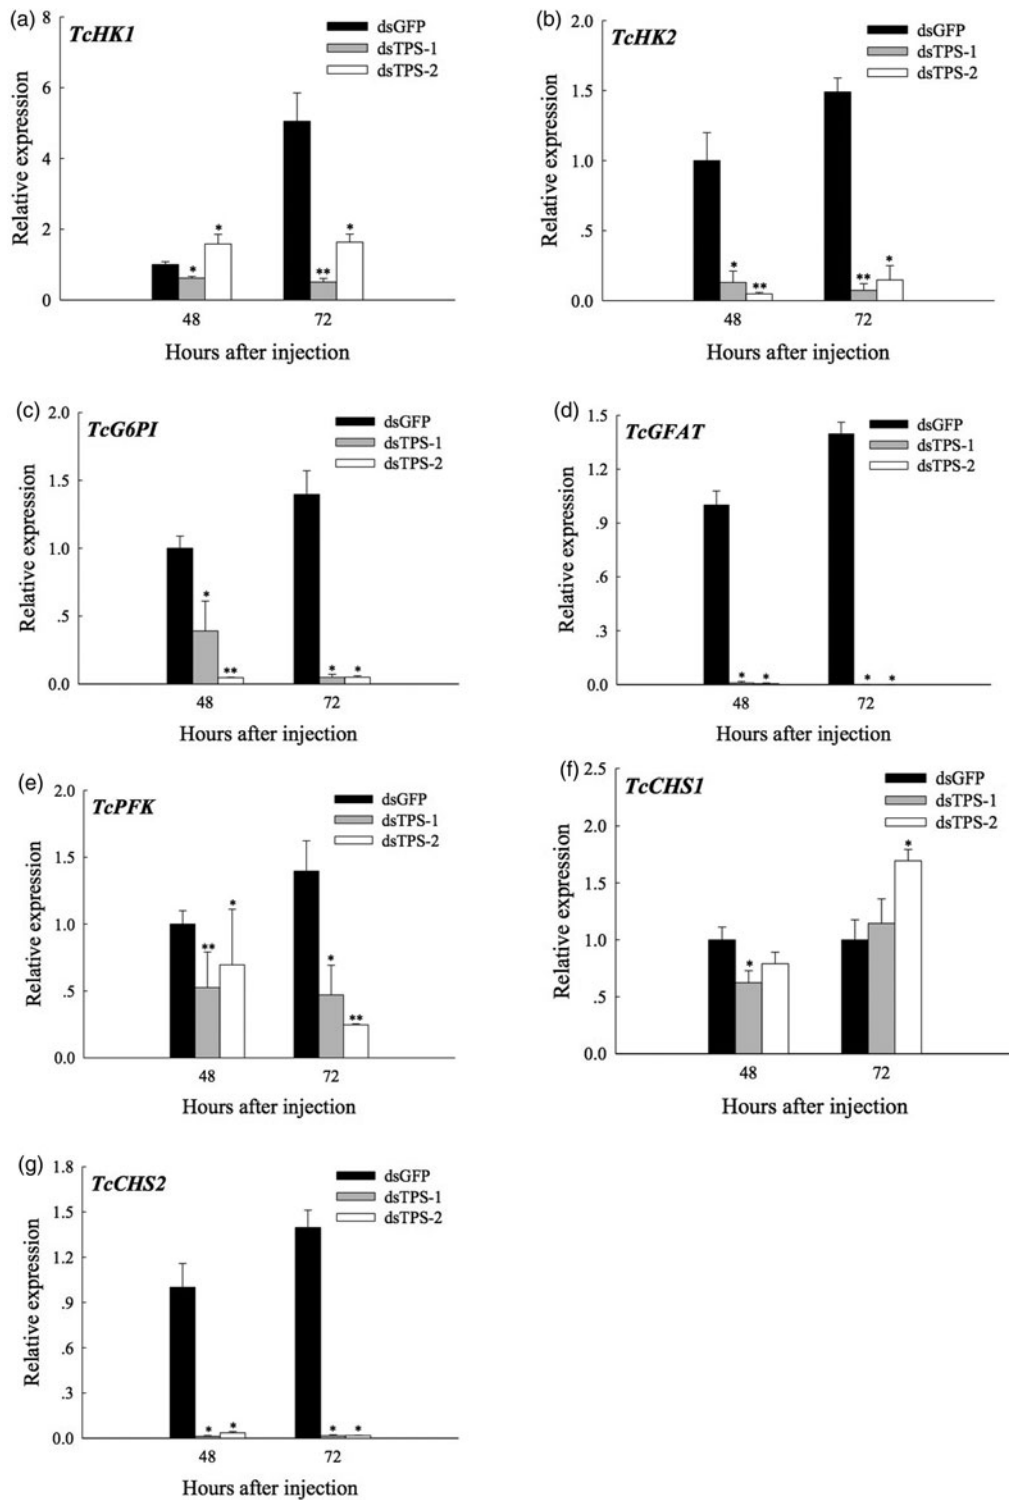 (a)
TcHK1
dsGFP
dsTPS-1
dsTPS-2
Relative expression
8
6
4
2
0
*
*
**
*
48
72
Hours after injection
(b)
TcHK2
dsGFP
dsTPS-1
dsTPS-2
Relative expression
2.0
1.5
1.0
.5
0.0
*
**
**
*
48
72
Hours after injection
(c)
TcG6PI
dsGFP
dsTPS-1
dsTPS-2
Relative expression
2.0
1.5
1.0
.5
0.0
*
**
*
*
48
72
Hours after injection
(d)
TcGFAT
dsGFP
dsTPS-1
dsTPS-2
Relative expression
1.5
1.2
.9
.6
.3
0.0
*
*
*
*
48
72
Hours after injection
(e)
TcPFK
dsGFP
dsTPS-1
dsTPS-2
Relative expression
2.0
1.5
1.0
.5
0.0
**
*
*
**
48
72
Hours after injection
(f)
TcCHS1
dsGFP
dsTPS-1
dsTPS-2
Relative expression
2.5
2.0
1.5
1.0
0.5
0.0
*
*
48
72
Hours after injection
(g)
TcCHS2
dsGFP
dsTPS-1
dsTPS-2
Relative expression
1.8
1.5
1.2
.9
.6
.3
0.0
*
*
*
*
48
72
Hours after injection